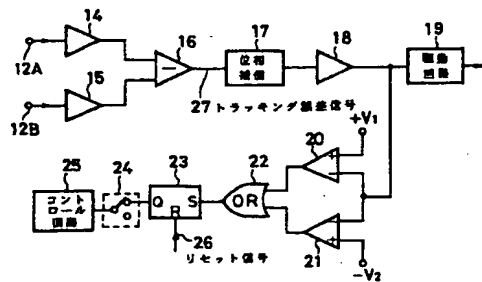 14
16
17
18
19
12A
位相
補償
駆動
回路
15
27 トラッキング誤差信号
12B
+V1
20
25
24
23
22
コント
ロール
回路
Q
S
R
OR
26
リセット信号
21
-V2